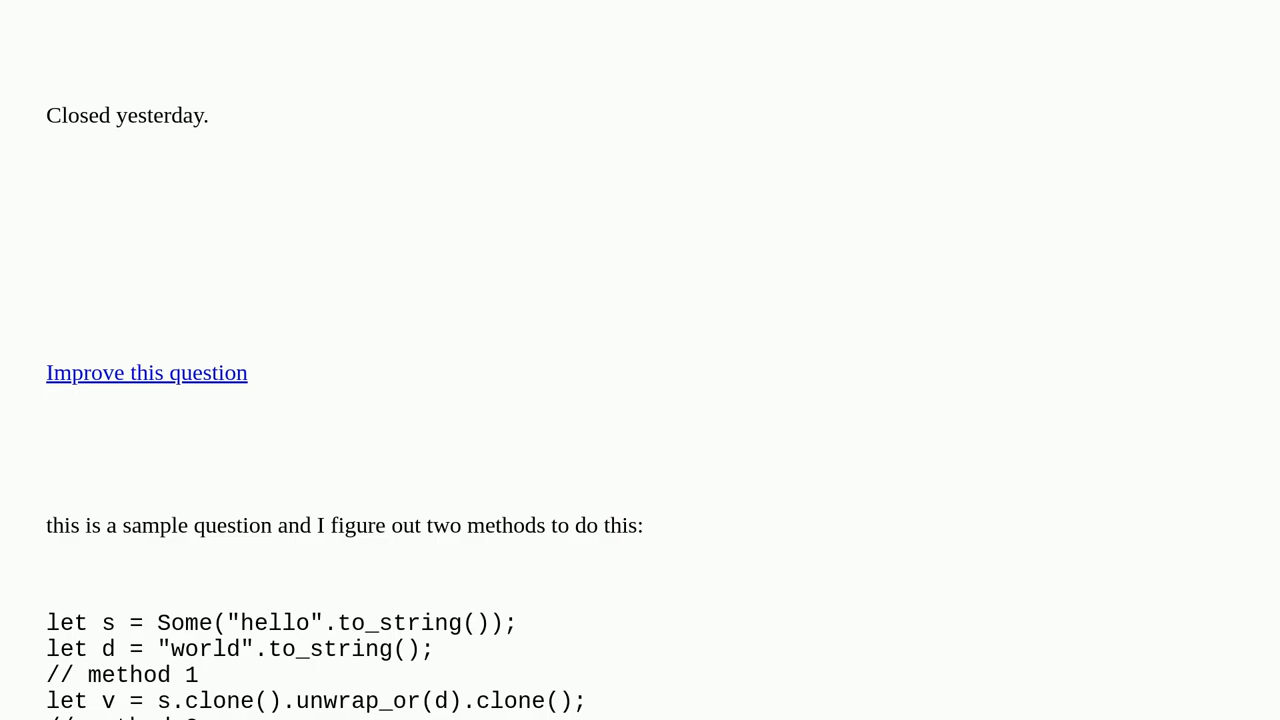 Closed yesterday.
Improve this question
this is a sample question and I figure out two methods to do this:
let s = Some("hello".to_string());
let d = "world".to_string();
// method 1
let v = s.clone().unwrap_or(d).clone();